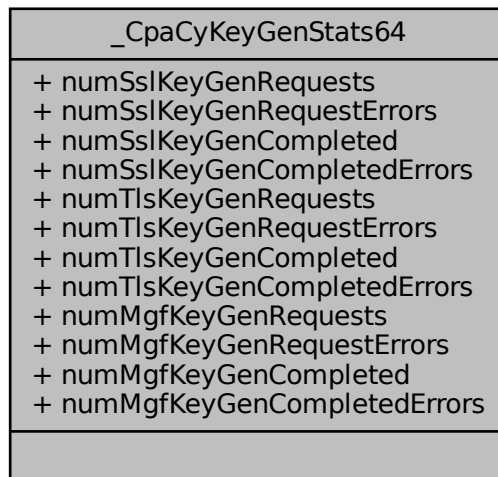 _CpaCyKeyGenStats64
+ numSslKeyGenRequests
+ numSslKeyGenRequestErrors
+ numSslKeyGenCompleted
+ numSslKeyGenCompletedErrors
+ numTlsKeyGenRequests
+ numTlsKeyGenRequestErrors
+ numTlsKeyGenCompleted
+ numTlsKeyGenCompletedErrors
+ numMgfKeyGenRequests
+ numMgfKeyGenRequestErrors
+ numMgfKeyGenCompleted
+ numMgfKeyGenCompletedErrors